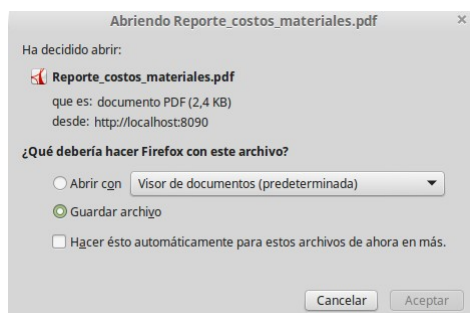 Abriendo Reporte_costos_materiales.pdf
Ha decidido abrir:
Reporte_costos_materiales.pdf
que es: documento PDF (2,4 KB)
desde: http://localhost:8090
¿Qué debería hacer Firefox con este archivo?
Abrir con Visor de documentos (predeterminada)
Guardar archivo
Hacer ésto automáticamente para estos archivos de ahora en más.
Cancelar Aceptar